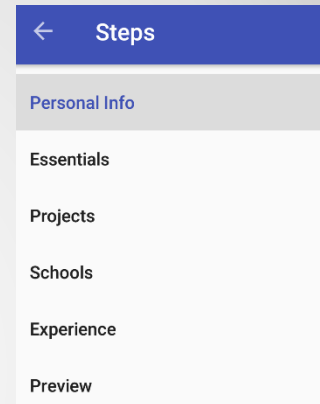 Steps
Personal Info
Essentials
Projects
Schools
Experience
Preview